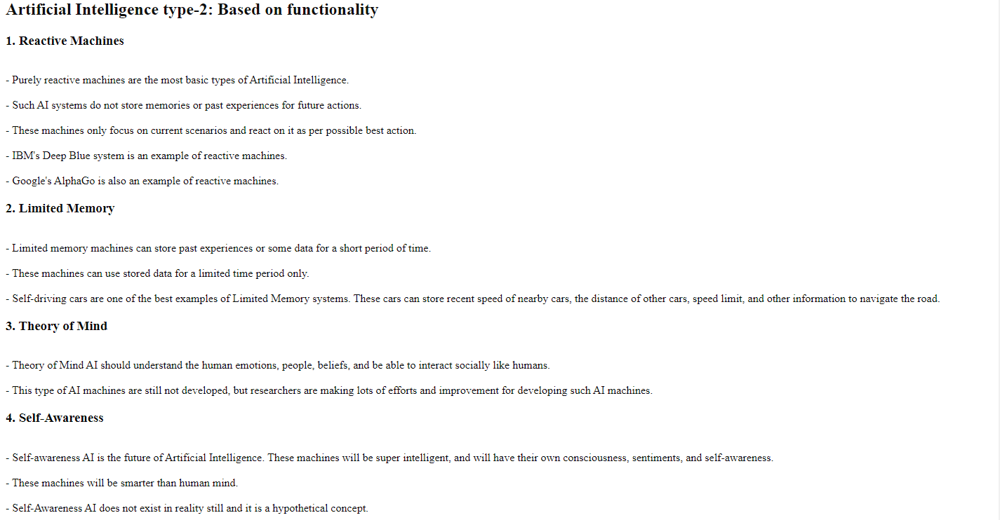 Artificial Intelligence type-2: Based on functionality
1. Reactive Machines
- Purely reactive machines are the most basic types of Artificial Intelligence.
- Such AI systems do not store memories or past experiences for future actions.
- These machines only focus on current scenarios and react on it as per possible best action.
- IBM's Deep Blue system is an example of reactive machines.
- Google's AlphaGo is also an example of reactive machines.
2. Limited Memory
- Limited memory machines can store past experiences or some data for a short period of time.
- These machines can use stored data for a limited time period only.
- Self-driving cars are one of the best examples of Limited Memory systems. These cars can store recent speed of nearby cars, the distance of other cars, speed limit, and other information to navigate the road.
3. Theory of Mind
- Theory of Mind AI should understand the human emotions, people, beliefs, and be able to interact socially like humans.
- This type of AI machines are still not developed, but researchers are making lots of efforts and improvement for developing such AI machines.
4. Self-Awareness
- Self-awareness AI is the future of Artificial Intelligence. These machines will be super intelligent, and will have their own consciousness, sentiments, and self-awareness.
- These machines will be smarter than human mind.
- Self-Awareness AI does not exist in reality still and it is a hypothetical concept.